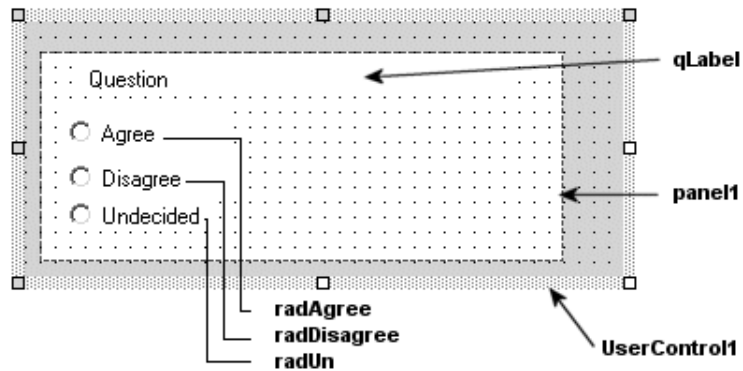 qLabel
Question
Agree
Disagree
panel1
Undecided
radAgree
radDisagree
UserControl1
radUn